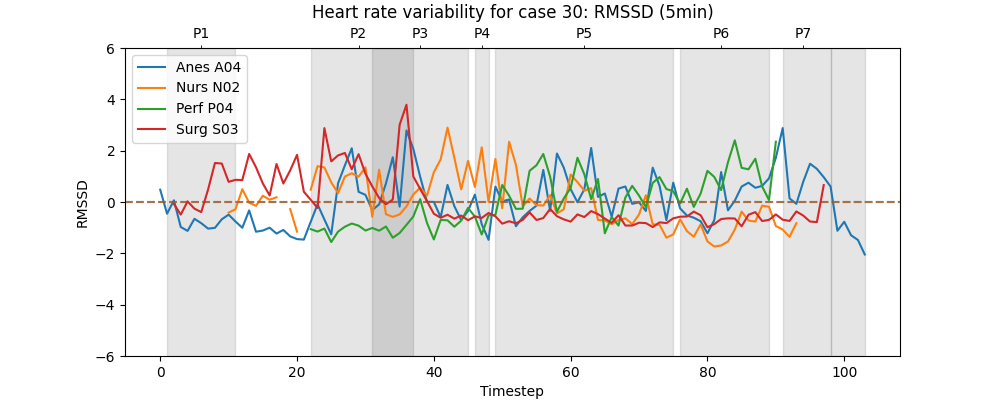 Heart rate variability for case 30: RMSSD (5min)
P1 P2 P3 P4 P5 P6 P7
Anes A04
Nurs N02
Perf P04
Surg S03
RMSSD
6
4
2
0
−2
−4
−6
0 20 40 60 80 100
Timestep